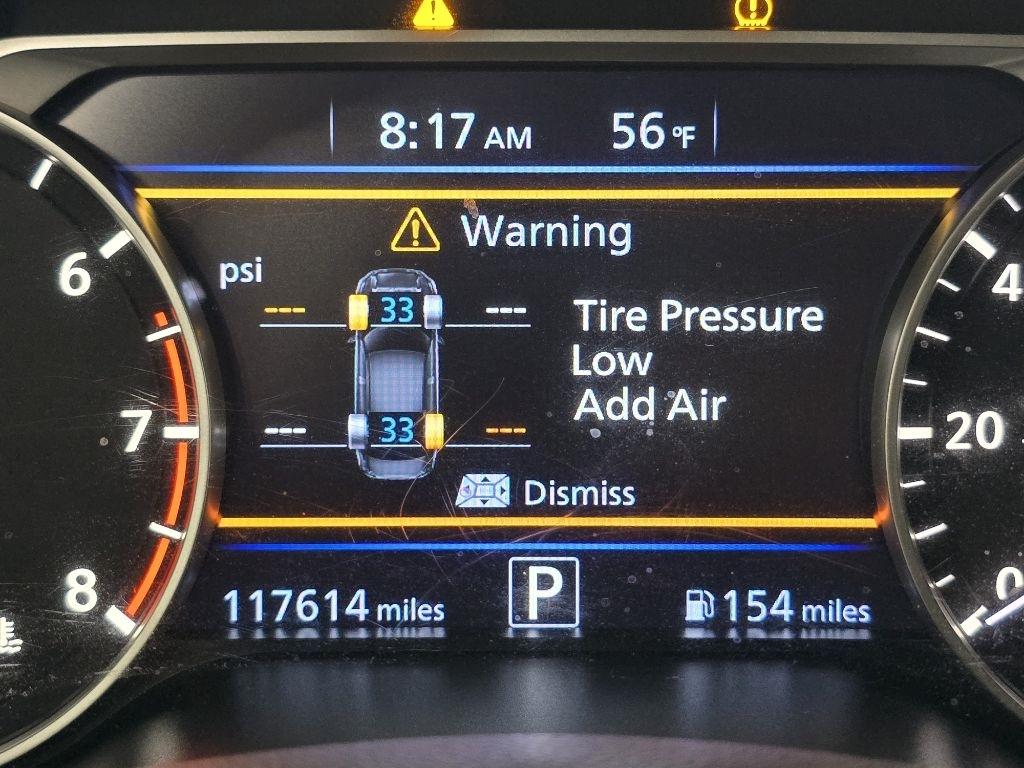 8:17 AM 56 °F
Warning
psi
6
4
--- 33 ---
Tire Pressure
Low
Add Air
7
--- 33 ---
20
Dismiss
8
0
117614 miles P 154 miles